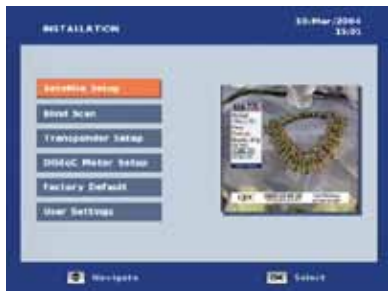 INSTALLATION
10.Mar/2004
15:01
Satellite Setup
Blind Scan
Transponder Setup
DiSEqC Motor Setup
Factory Default
User Settings
QVC
Navigate
OK Select